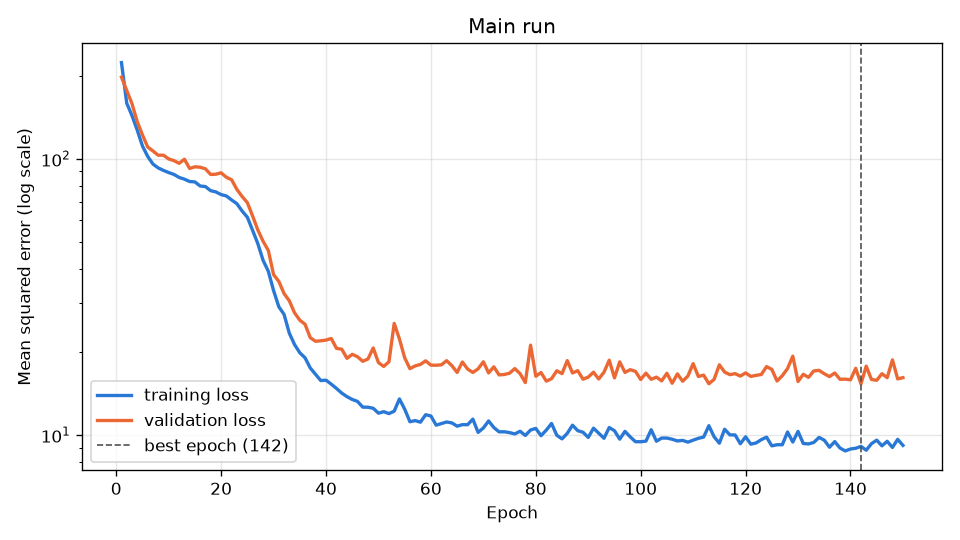 Main run
Mean squared error (log scale)
10²
10¹
training loss
validation loss
best epoch (142)
0 20 40 60 80 100 120 140
Epoch